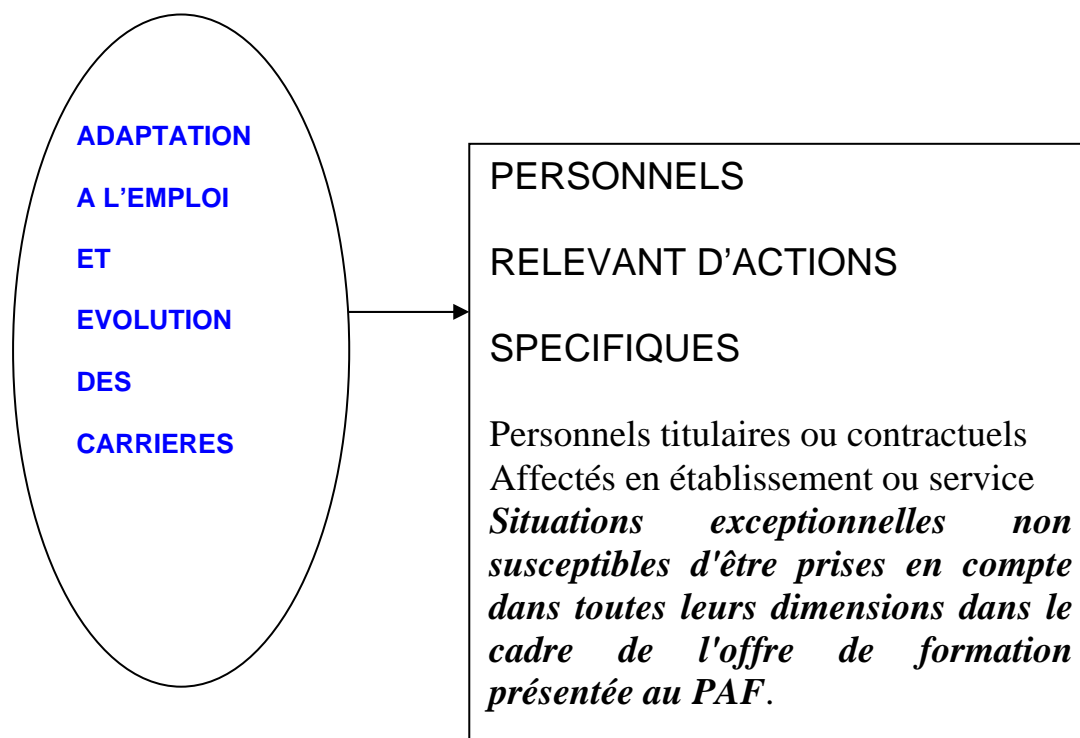 ADAPTATION
A L’EMPLOI
ET
EVOLUTION
DES
CARRIERES
PERSONNELS
RELEVANT D’ACTIONS
SPECIFIQUES
Personnels titulaires ou contractuels
Affectés en établissement ou service
Situations exceptionnelles non
susceptibles d'être prises en compte
dans toutes leurs dimensions dans le
cadre de l'offre de formation
présentée au PAF.